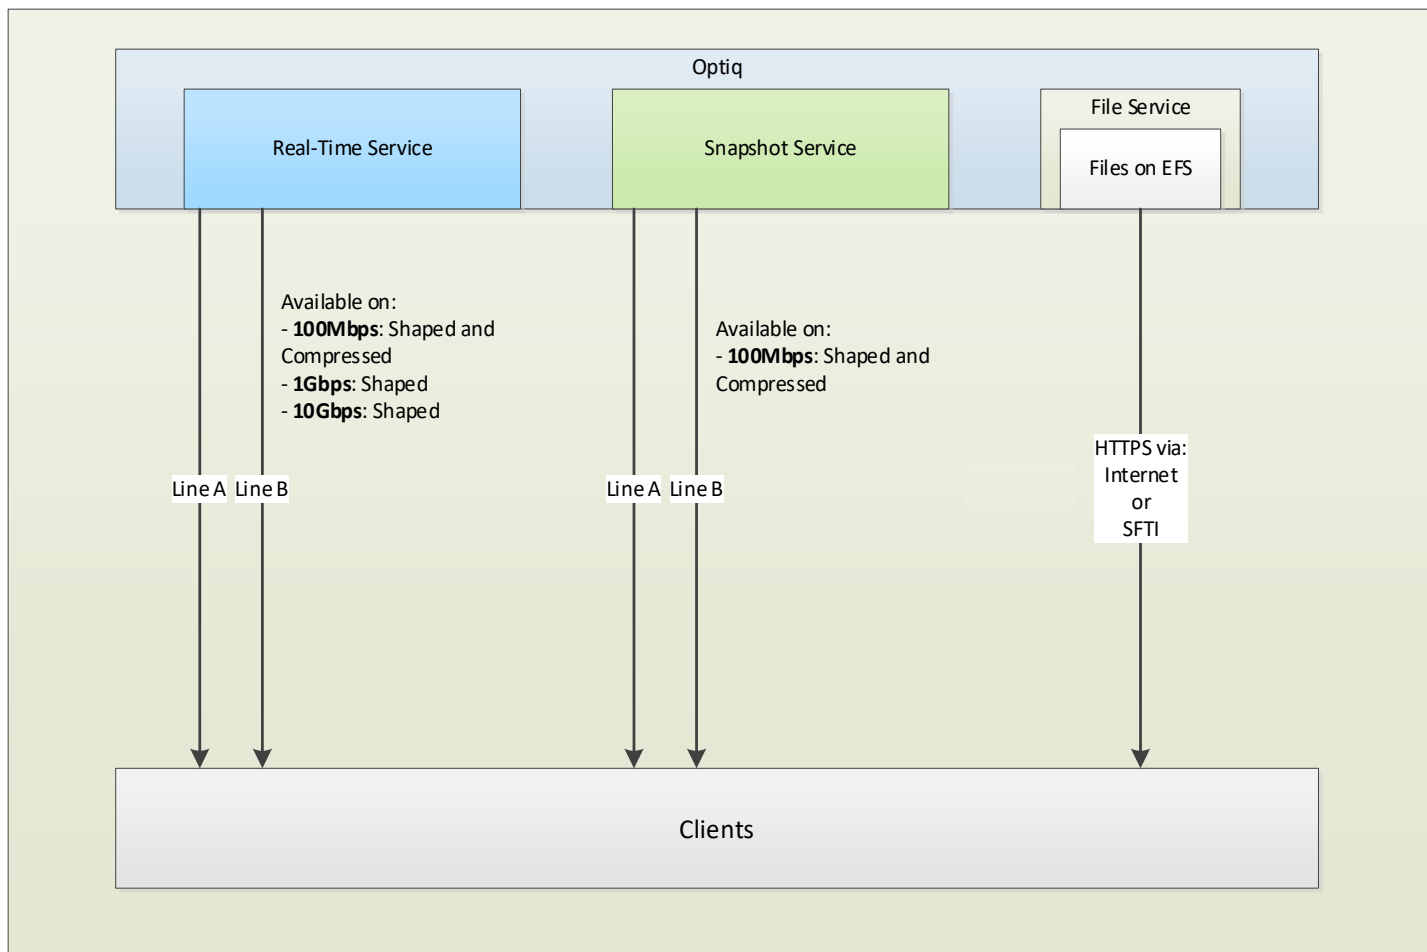 Optiq
Real-Time Service
Snapshot Service
File Service
Files on EFS
Available on:
- 100Mbps: Shaped and
Compressed
- 1Gbps: Shaped
- 10Gbps: Shaped
Available on:
- 100Mbps: Shaped and
Compressed
Line A
Line B
Line A
Line B
HTTPS via:
Internet
or
SFTI
Clients